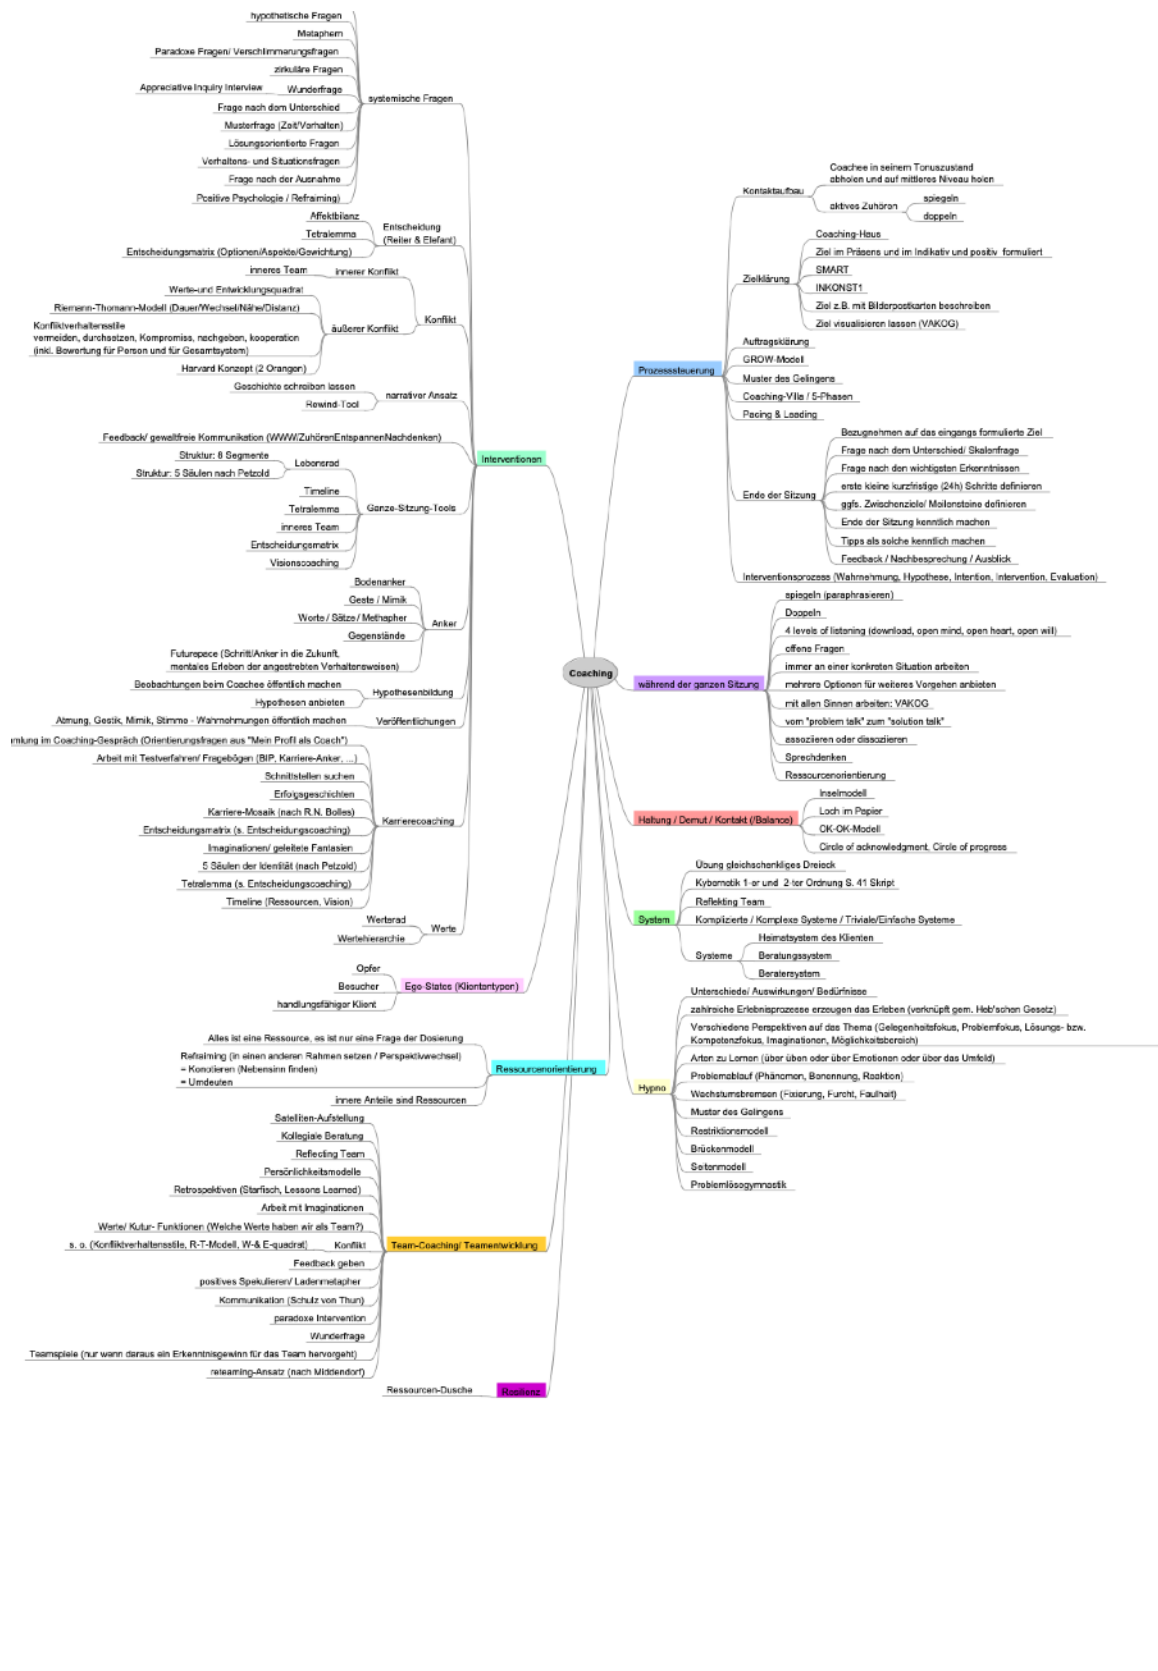 hypothetische Fragen
Metaphern
Paradoxe Fragen/ Verschlimmerungsfragen
zirkuläre Fragen
Appreciative Inquiry Interview
Wunderfrage
Frage nach dem Unterschied
Musterfrage (Zeit/Verhalten)
Lösungsorientierte Fragen
Verhaltens- und Situationsfragen
Frage nach der Ausnahme
Positive Psychologie / Refraiming)
systemische Fragen
Affektbilanz
Tetralemma
Entscheidungsmatrix (Optionen/Aspekte/Gewichtung)
Entscheidung
(Reiter & Elefant)
inneres Team
innerer Konflikt
Werte-und Entwicklungsquadrat
Riemann-Thomann-Modell (Dauer/Wechsel/Nähe/Distanz)
Konfliktverhaltensstile
vermeiden, durchsetzen, Kompromiss, nachgeben, kooperation
(inkl. Bewertung für Person und für Gesamtsystem)
Harvard Konzept (2 Orangen)
äußerer Konflikt
Konflikt
Geschichte schreiben lassen
Rewind-Tool
narrativer Ansatz
Feedback/ gewaltfreie Kommunikation (WWW/ZuhörenEntspannenNachdenken)
Struktur: 8 Segmente
Struktur: 5 Säulen nach Petzold
Lebensrad
Timeline
Tetralemma
inneres Team
Entscheidungsmatrix
Visionscoaching
Ganze-Sitzung-Tools
Bodenanker
Geste / Mimik
Worte / Sätze / Methapher
Gegenstände
Futurepace (Schritt/Anker in die Zukunft,
mentales Erleben der angestrebten Verhaltensweisen)
Anker
Beobachtungen beim Coachee öffentlich machen
Hypothesen anbieten
Hypothesenbildung
Atmung, Gestik, Mimik, Stimme - Wahrnehmungen öffentlich machen
Veröffentlichungen
mlung im Coaching-Gespräch (Orientierungsfragen aus "Mein Profil als Coach")
Arbeit mit Testverfahren/ Fragebögen (BIP, Karriere-Anker, ...)
Schnittstellen suchen
Erfolgsgeschichten
Karriere-Mosaik (nach R.N. Bolles)
Entscheidungsmatrix (s. Entscheidungscoaching)
Imaginationen/ geleitete Fantasien
5 Säulen der Identität (nach Petzold)
Tetralemma (s. Entscheidungscoaching)
Timeline (Ressourcen, Vision)
Karrierecoaching
Werterad
Wertehierarchie
Werte
Interventionen
Opfer
Besucher
handlungsfähiger Klient
Ego-States (Kliententypen)
Alles ist eine Ressource, es ist nur eine Frage der Dosierung
Refraiming (in einen anderen Rahmen setzen / Perspektivwechsel)
= Konotieren (Nebensinn finden)
= Umdeuten
innere Anteile sind Ressourcen
Ressourcenorientierung
Satelliten-Aufstellung
Kollegiale Beratung
Reflecting Team
Persönlichkeitsmodelle
Retrospektiven (Starfisch, Lessons Learned)
Arbeit mit Imaginationen
Werte/ Kutur- Funktionen (Welche Werte haben wir als Team?)
s. o. (Konfliktverhaltensstile, R-T-Modell, W-& E-quadrat)
Konflikt
Feedback geben
positives Spekulieren/ Ladenmetapher
Kommunikation (Schulz von Thun)
paradoxe Intervention
Wunderfrage
Teamspiele (nur wenn daraus ein Erkenntnisgewinn für das Team hervorgeht)
reteaming-Ansatz (nach Middendorf)
Team-Coaching/ Teamentwicklung
Ressourcen-Dusche
Resilienz
Coaching
Prozesssteuerung
Kontaktaufbau
Coachee in seinem Tonuszustand
abholen und auf mittleres Niveau holen
aktives Zuhören
spiegeln
doppeln
Zielklärung
Coaching-Haus
Ziel im Präsens und im Indikativ und positiv formuliert
SMART
INKONST1
Ziel z.B. mit Bilderpostkarten beschreiben
Ziel visualisieren lassen (VAKOG)
Auftragsklärung
GROW-Modell
Muster des Gelingens
Coaching-Villa / 5-Phasen
Pacing & Leading
Ende der Sitzung
Bezugnehmen auf das eingangs formulierte Ziel
Frage nach dem Unterschied/ Skalenfrage
Frage nach den wichtigsten Erkenntnissen
erste kleine kurzfristige (24h) Schritte definieren
ggfs. Zwischenziele/ Meilensteine definieren
Ende der Sitzung kenntlich machen
Tipps als solche kenntlich machen
Feedback / Nachbesprechung / Ausblick
Interventionsprozess (Wahrnehmung, Hypothese, Intention, Intervention, Evaluation)
während der ganzen Sitzung
spiegeln (paraphrasieren)
Doppeln
4 levels of listening (download, open mind, open heart, open will)
offene Fragen
immer an einer konkreten Situation arbeiten
mehrere Optionen für weiteres Vorgehen anbieten
mit allen Sinnen arbeiten: VAKOG
vom "problem talk" zum "solution talk"
assoziieren oder dissoziieren
Sprechdenken
Ressourcenorientierung
Haltung / Demut / Kontakt (/Balance)
Inselmodell
Loch im Papier
OK-OK-Modell
Circle of acknowledgment, Circle of progress
System
Übung gleichschenkliges Dreieck
Kybernetik 1-er und 2-ter Ordnung S. 41 Skript
Reflekting Team
Komplizierte / Komplexe Systeme / Triviale/Einfache Systeme
Systeme
Heimatsystem des Klienten
Beratungssystem
Beratersystem
Hypno
Unterschiede/ Auswirkungen/ Bedürfnisse
zahlreiche Erlebnisprozesse erzeugen das Erleben (verknüpft gem. Heb'schen Gesetz)
Verschiedene Perspektiven auf das Thema (Gelegenheitsfokus, Problemfokus, Lösungs- bzw.
Kompetenzfokus, Imaginationen, Möglichkeitsbereich)
Arten zu Lernen (über üben oder über Emotionen oder über das Umfeld)
Problemablauf (Phänomen, Benennung, Reaktion)
Wachstumsbremsen (Fixierung, Furcht, Faulheit)
Muster des Gelingens
Restriktionsmodell
Brückenmodell
Seitenmodell
Problemlösegymnastik